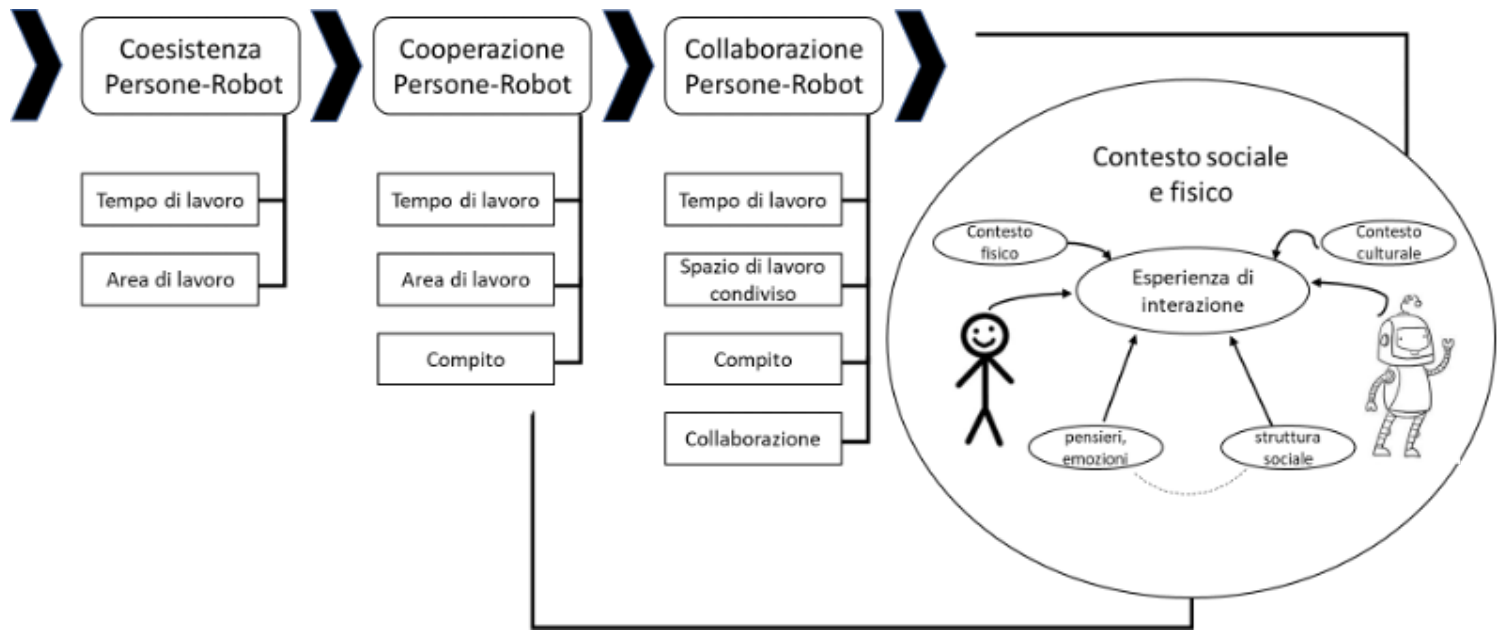 Coesistenza
Persone-Robot
Tempo di lavoro
Area di lavoro
Cooperazione
Persone-Robot
Tempo di lavoro
Area di lavoro
Compito
Collaborazione
Persone-Robot
Tempo di lavoro
Spazio di lavoro
condiviso
Compito
Collaborazione
Contesto sociale
e fisico
Contesto
fisico
Contesto
culturale
Esperienza di
interazione
pensieri,
emozioni
struttura
sociale